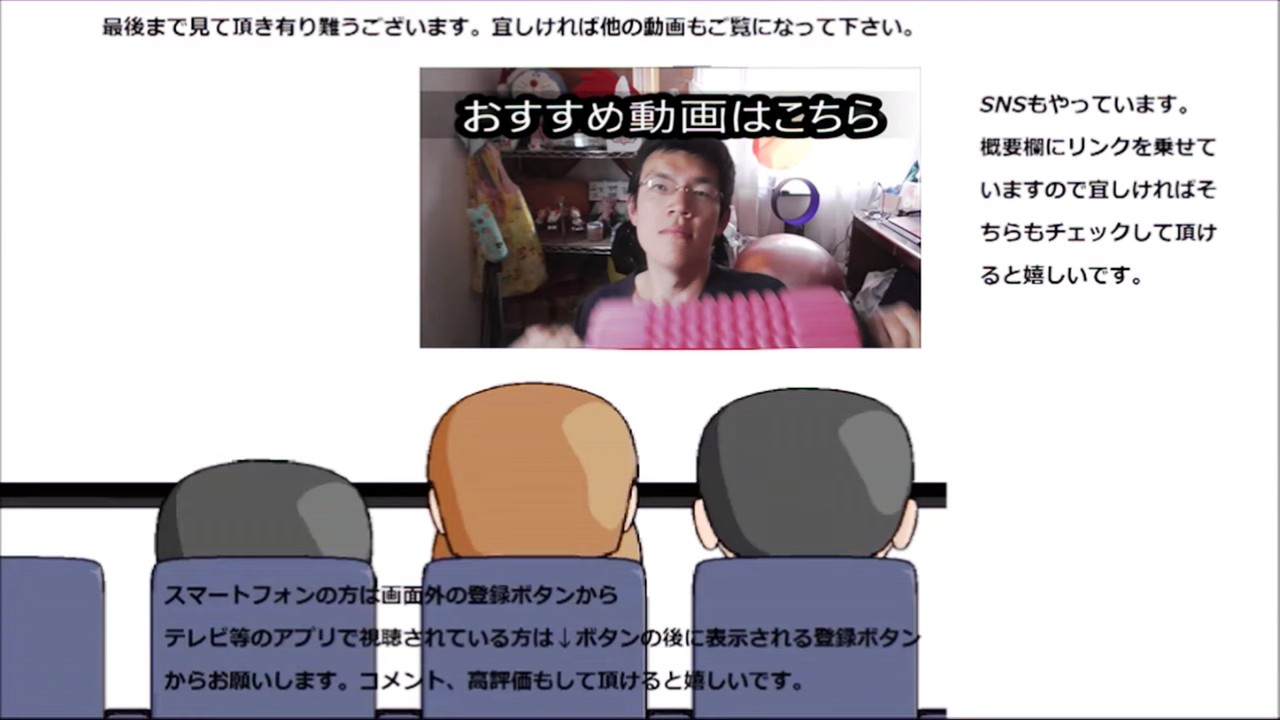 最後まで見て頂き有り難うございます。宜しければ他の動画もご覧になって下さい。
おすすめ動画はこちら
SNSもやっています。
概要欄にリンクを乗せて
いますので宜しければそ
ちらもチェックして頂け
ると嬉しいです。
スマートフォンの方は画面外の登録ボタンから
テレビ等のアプリで視聴されている方は↓ボタンの後に表示される登録ボタン
からお願いします。コメント、高評価もして頂けると嬉しいです。